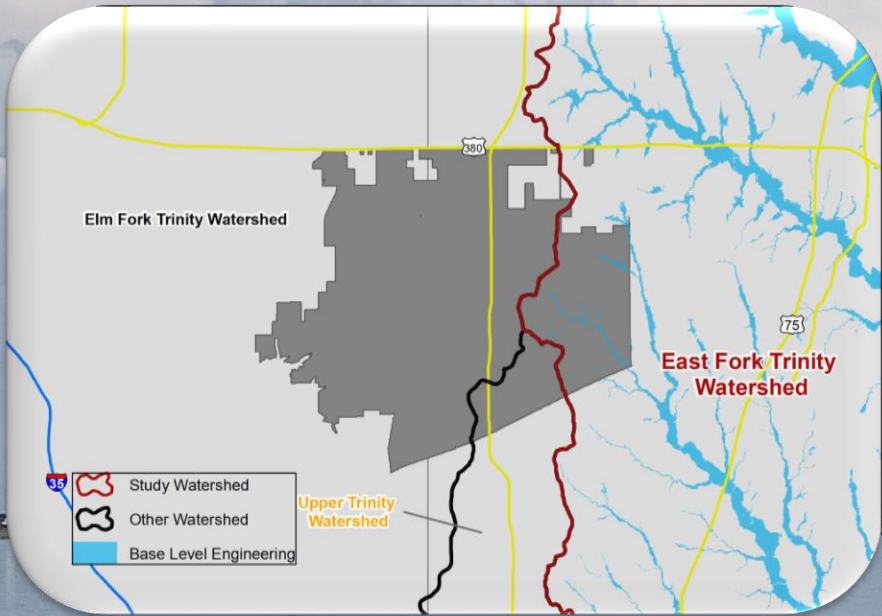 380
Elm Fork Trinity Watershed
75
East Fork Trinity
Watershed
35
Study Watershed
Other Watershed
Base Level Engineering
Upper Trinity
Watershed